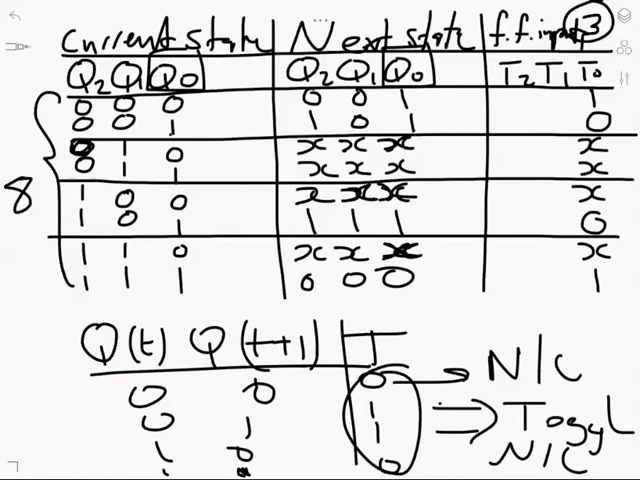 Current state Next state f.f. input 3
Q2 Q1 Q0 Q2 Q1 Q0 T2 T1 T0
0 0 0 0 0 1 1
0 0 1 1 0 1 0
0 1 0 x x x x
0 1 1 x x x x
8
1 0 0 x x x x
1 0 1 1 1 1 0
1 1 0 x x x x
1 1 1 0 0 0 1
Q(t) Q(t+1) T
0 0 0 → N/C
0 1 1 ⇒ Togyl
1 1
1 0 N/C